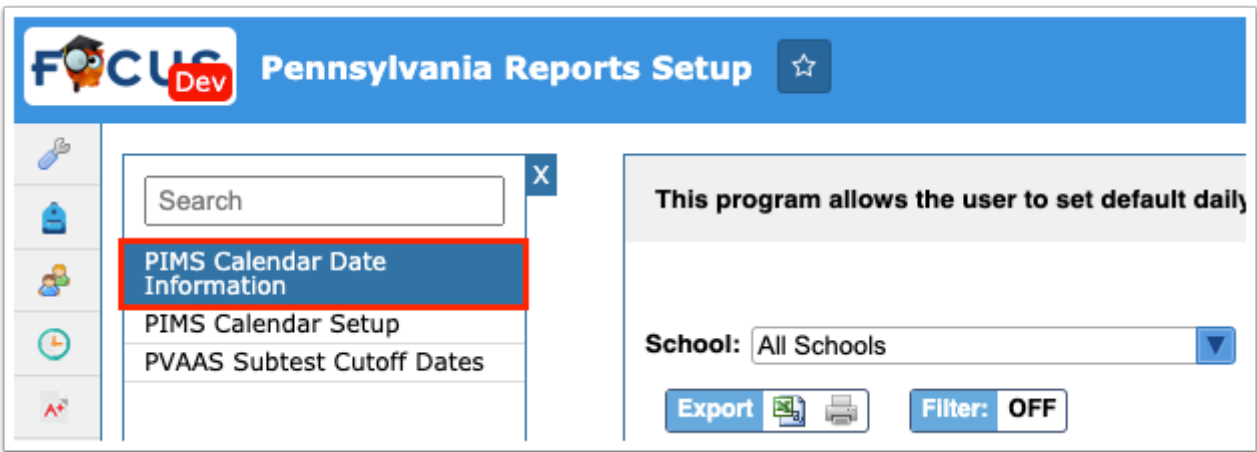 FOCUS
Dev
Pennsylvania Reports Setup
Search
X
PIMS Calendar Date
Information
PIMS Calendar Setup
PVAAS Subtest Cutoff Dates
This program allows the user to set default daily
School: All Schools
Export
Filter: OFF
A+